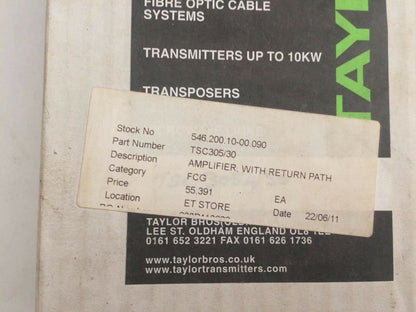 FIBRE OPTIC CABLE
SYSTEMS
TRANSMITTERS UP TO 10KW
TRANSPOSERS
TAYL
Stock No 546.200.10-00.090
Part Number TSC305/30
Description AMPLIFIER, WITH RETURN PATH
Category FCG
Price 55.391 EA
Location ET STORE Date 22/06/11
TAYLOR
LEE ST. OLDHAM ENGLAND
0161 652 3221 FAX 0161 626 1736
www.taylorbros.co.uk
www.taylortransmitters.com